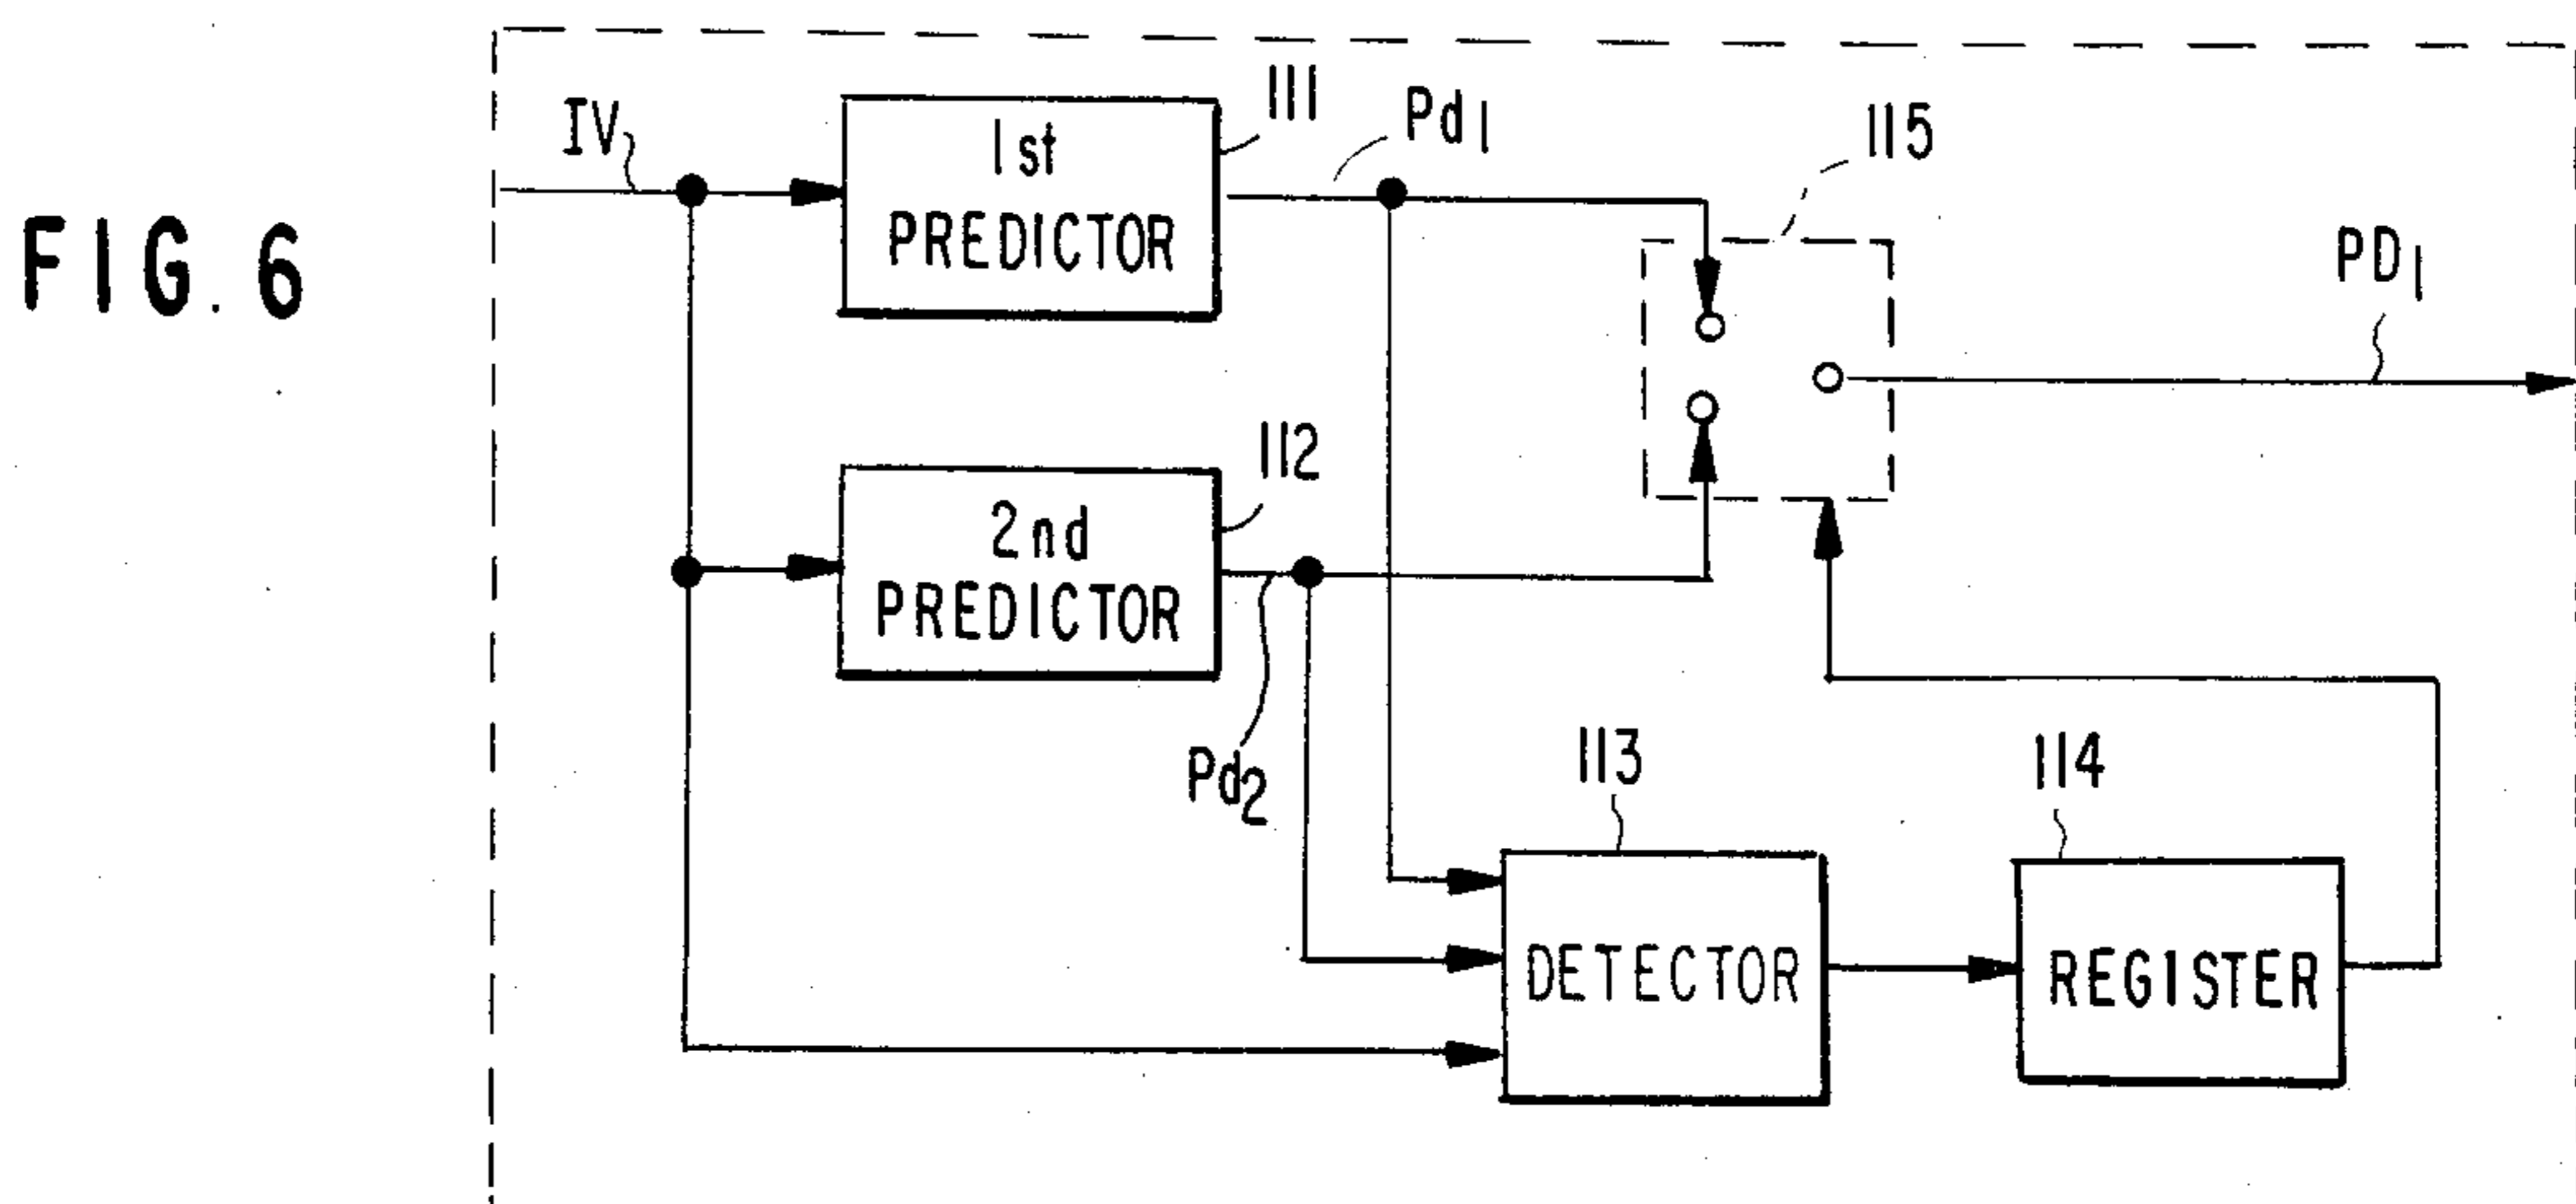 FIG. 6
IV
1st
PREDICTOR
111
Pd1
115
PD1
2nd
PREDICTOR
112
Pd2
113
DETECTOR
114
REGISTER